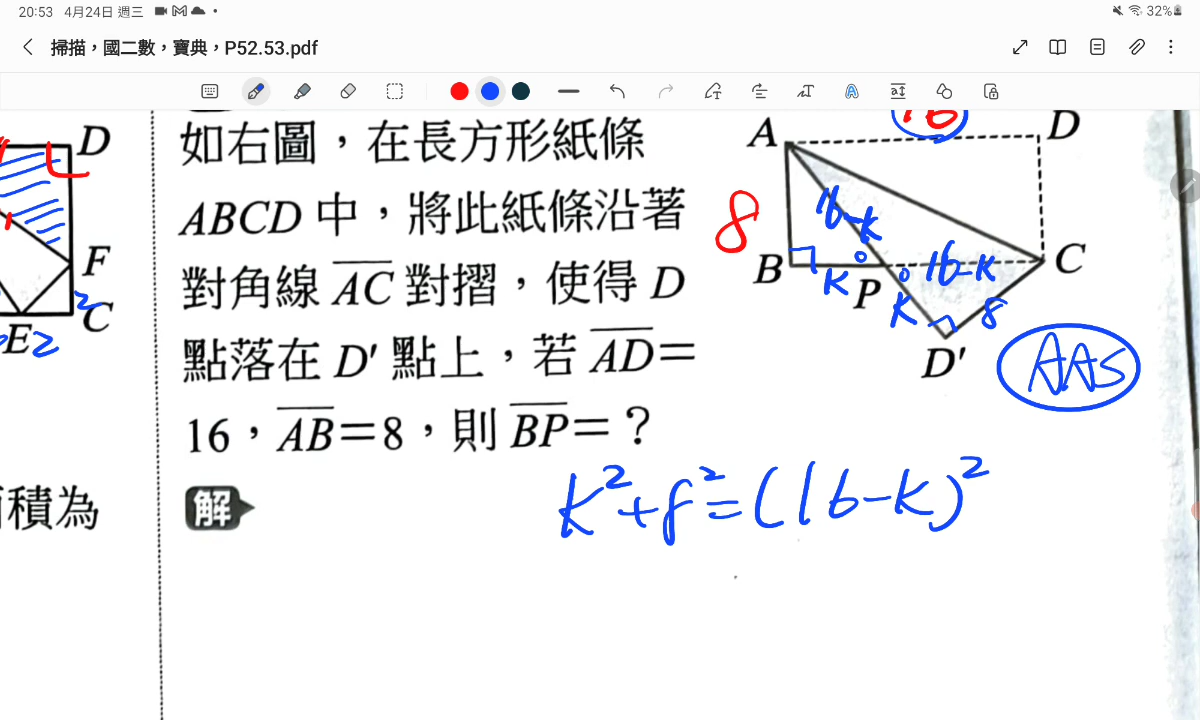 20:53 4月24日 週三
32%
掃描，國二數，寶典，P52.53.pdf
D
F
C
E
2
2
積為
如右圖，在長方形紙條
ABCD 中，將此紙條沿著
對角線 AC 對摺，使得 D
點落在 D′ 點上，若 AD＝
16，AB＝8，則 BP＝？
解
16
A
D
8
16-K
B
K
P
16-K
C
K
8
D′
AAS
K²+8²=(16-K)²